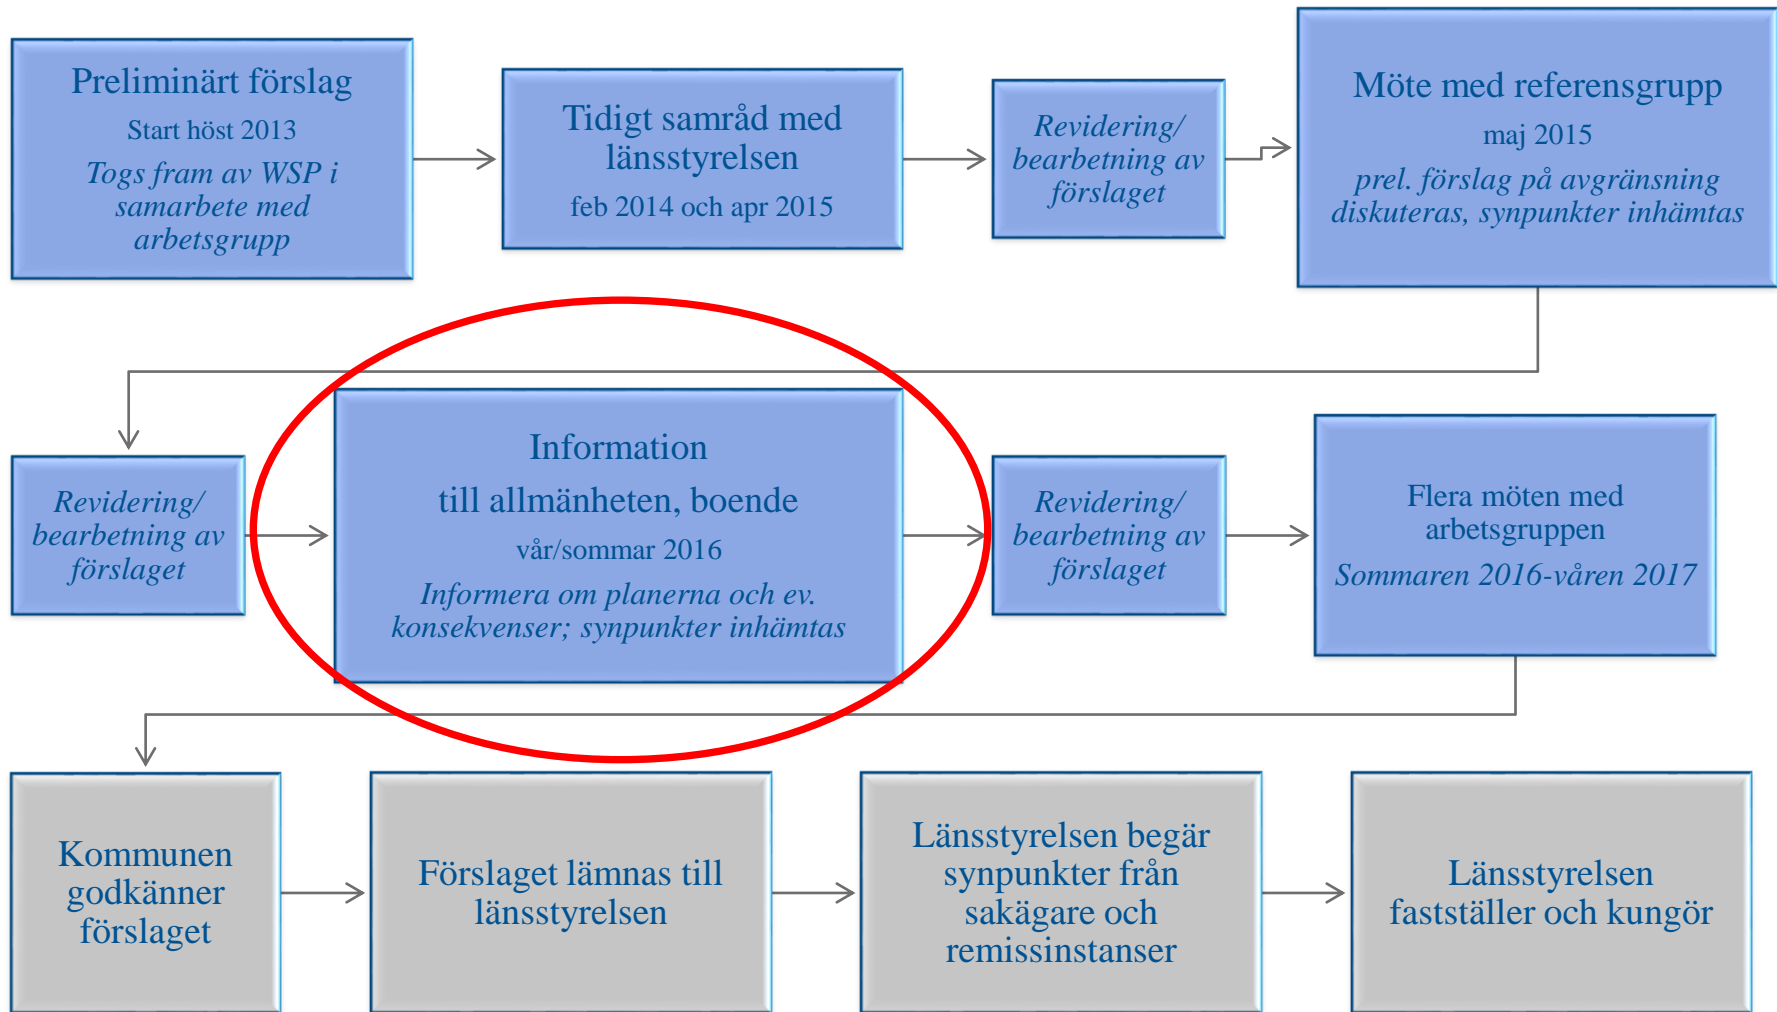 Preliminärt förslag
Start höst 2013
Togs fram av WSP i
samarbete med
arbetsgrupp
Tidigt samråd med
länsstyrelsen
feb 2014 och apr 2015
Revidering/
bearbetning av
förslaget
Möte med referensgrupp
maj 2015
prel. förslag på avgränsning
diskuteras, synpunkter inhämtas
Revidering/
bearbetning av
förslaget
Information
till allmänheten, boende
vår/sommar 2016
Informera om planerna och ev.
konsekvenser; synpunkter inhämtas
Revidering/
bearbetning av
förslaget
Flera möten med
arbetsgruppen
Sommaren 2016-våren 2017
Kommunen
godkänner
förslaget
Förslaget lämnas till
länsstyrelsen
Länsstyrelsen begär
synpunkter från
sakägare och
remissinstanser
Länsstyrelsen
fastställer och kungör